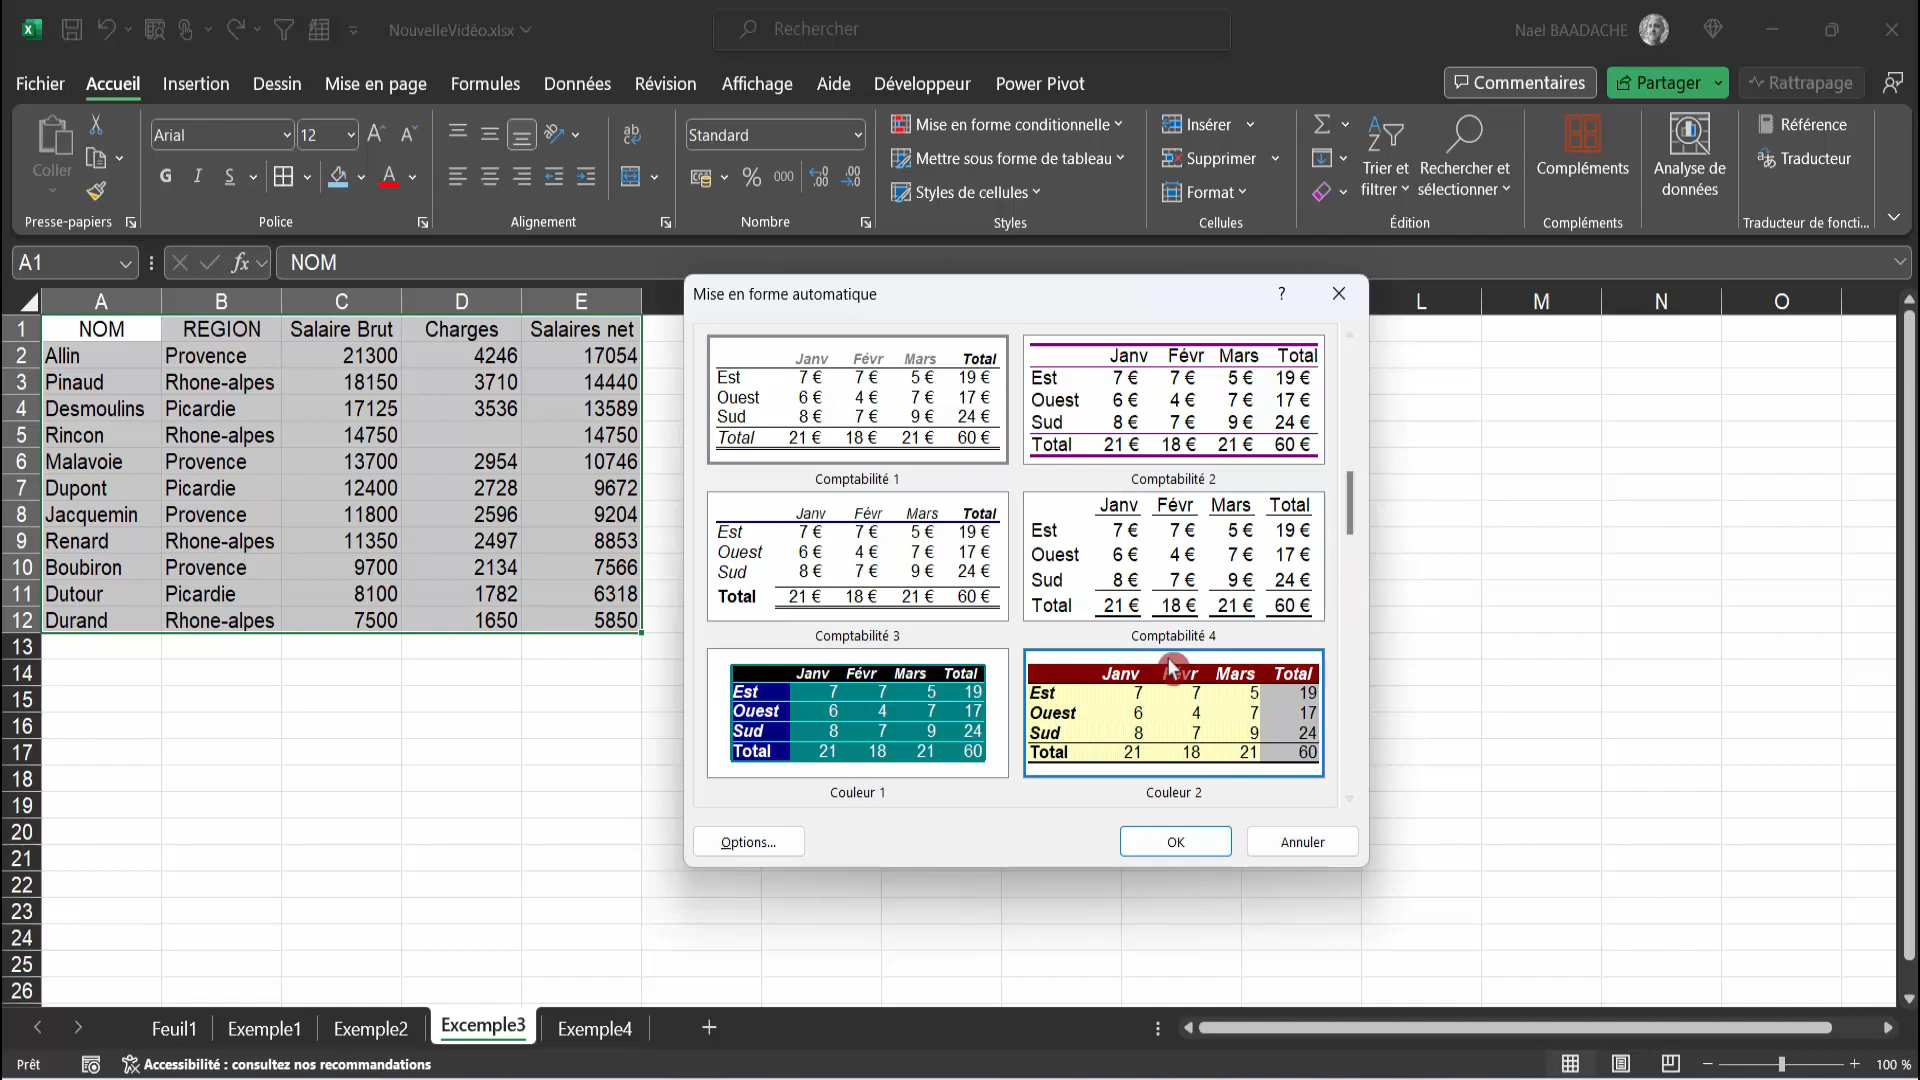 NouvelleVidéo.xlsx
Rechercher
Nael BAADACHE
Fichier Accueil Insertion Dessin Mise en page Formules Données Révision Affichage Aide Développeur Power Pivot
Commentaires Partager Rattrapage
Coller
Presse-papiers
Arial 12
G I S A
Police
Alignement
Standard
% 000
Nombre
Mise en forme conditionnelle
Mettre sous forme de tableau
Styles de cellules
Styles
Insérer
Supprimer
Format
Cellules
Trier et filtrer
Rechercher et sélectionner
Édition
Compléments
Compléments
Analyse de données
Référence
Traducteur
Traducteur de foncti...
A1 fx NOM
A B C D E L M N O
1 NOM REGION Salaire Brut Charges Salaires net
2 Allin Provence 21300 4246 17054
3 Pinaud Rhone-alpes 18150 3710 14440
4 Desmoulins Picardie 17125 3536 13589
5 Rincon Rhone-alpes 14750 14750
6 Malavoie Provence 13700 2954 10746
7 Dupont Picardie 12400 2728 9672
8 Jacquemin Provence 11800 2596 9204
9 Renard Rhone-alpes 11350 2497 8853
10 Boubiron Provence 9700 2134 7566
11 Dutour Picardie 8100 1782 6318
12 Durand Rhone-alpes 7500 1650 5850
13
14
15
16
17
18
19
20
21
22
23
24
25
26
Mise en forme automatique ?
Janv Févr Mars Total
Est 7 € 7 € 5 € 19 €
Ouest 6 € 4 € 7 € 17 €
Sud 8 € 7 € 9 € 24 €
Total 21 € 18 € 21 € 60 €
Comptabilité 1
Janv Févr Mars Total
Est 7 € 7 € 5 € 19 €
Ouest 6 € 4 € 7 € 17 €
Sud 8 € 7 € 9 € 24 €
Total 21 € 18 € 21 € 60 €
Comptabilité 2
Janv Févr Mars Total
Est 7 € 7 € 5 € 19 €
Ouest 6 € 4 € 7 € 17 €
Sud 8 € 7 € 9 € 24 €
Total 21 € 18 € 21 € 60 €
Comptabilité 3
Janv Févr Mars Total
Est 7 € 7 € 5 € 19 €
Ouest 6 € 4 € 7 € 17 €
Sud 8 € 7 € 9 € 24 €
Total 21 € 18 € 21 € 60 €
Comptabilité 4
Janv Févr Mars Total
Est 7 7 5 19
Ouest 6 4 7 17
Sud 8 7 9 24
Total 21 18 21 60
Couleur 1
Janv Févr Mars Total
Est 7 7 5 19
Ouest 6 4 7 17
Sud 8 7 9 24
Total 21 18 21 60
Couleur 2
Options... OK Annuler
Feuil1 Exemple1 Exemple2 Excemple3 Exemple4
Prêt Accessibilité : consultez nos recommandations 100 %